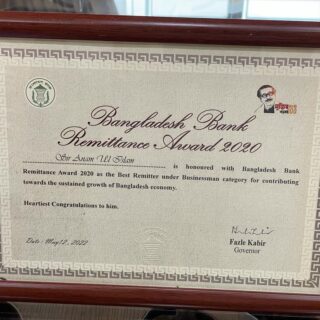 Bangladesh Bank
Remittance Award 2020
Sir Anam Ul Islam is honoured with Bangladesh Bank
Remittance Award 2020 as the Best Remitter under Businessman category for contributing
towards the sustained growth of Bangladesh economy.
Heartiest Congratulations to him.
Date : May12, 2022
Fazle Kabir
Governor